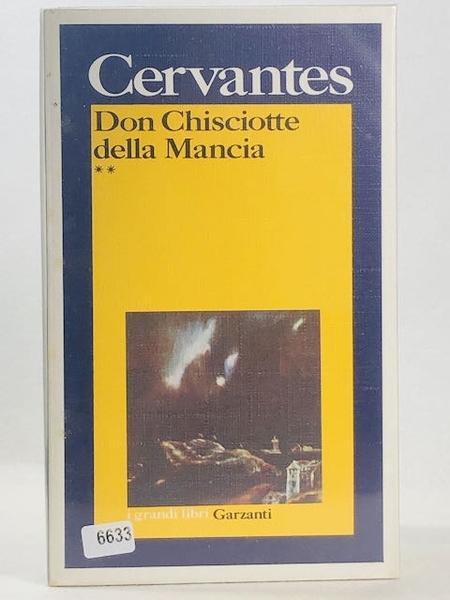 Cervantes
Don Chisciotte
della Mancia
**
i grandi libri Garzanti
6633